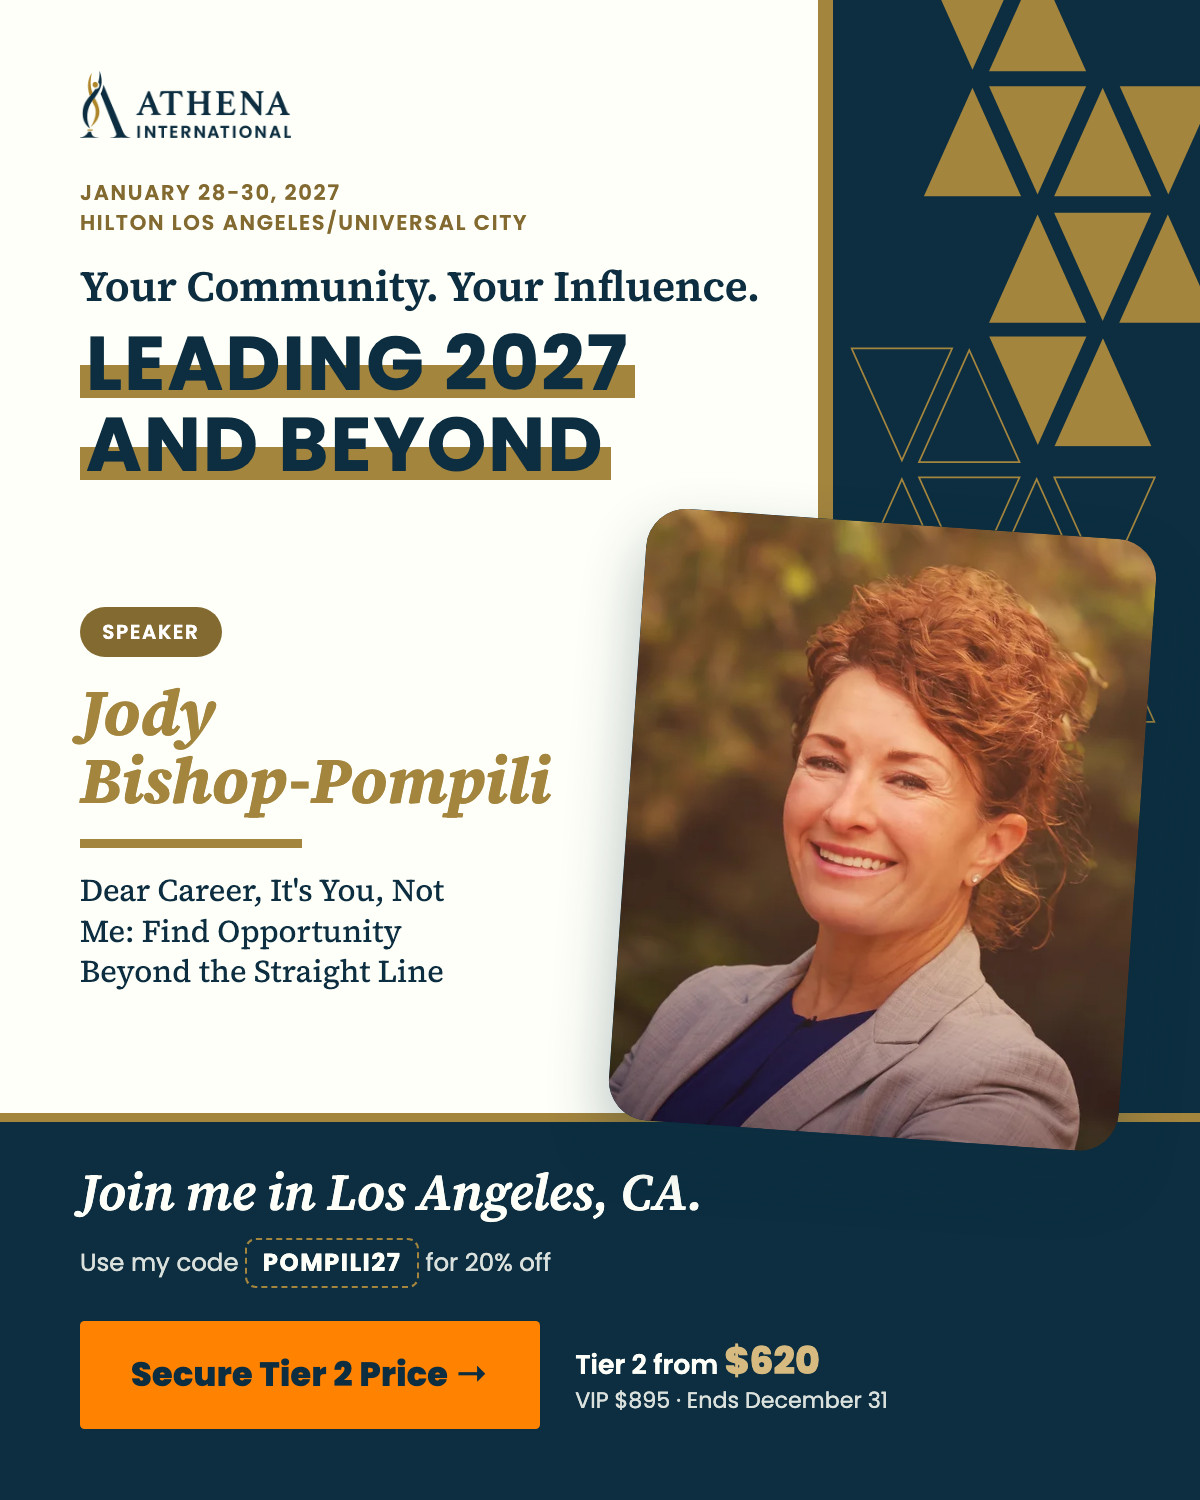 ATHENA
INTERNATIONAL
JANUARY 28-30, 2027
HILTON LOS ANGELES/UNIVERSAL CITY
Your Community. Your Influence.
LEADING 2027
AND BEYOND
SPEAKER
Jody
Bishop-Pompili
Dear Career, It's You, Not
Me: Find Opportunity
Beyond the Straight Line
Join me in Los Angeles, CA.
Use my code POMPILI27 for 20% off
Secure Tier 2 Price →
Tier 2 from $620
VIP $895 · Ends December 31